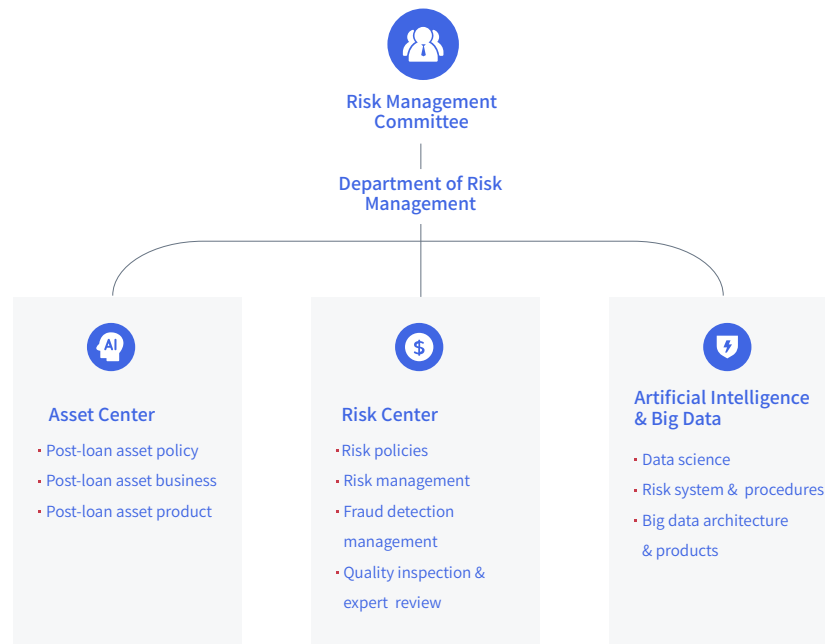 Risk Management
Committee
Department of Risk
Management
AI
Asset Center
Post-loan asset policy
Post-loan asset business
Post-loan asset product
$
Risk Center
Risk policies
Risk management
Fraud detection
management
Quality inspection &
expert review
Artificial Intelligence
& Big Data
Data science
Risk system & procedures
Big data architecture
& products